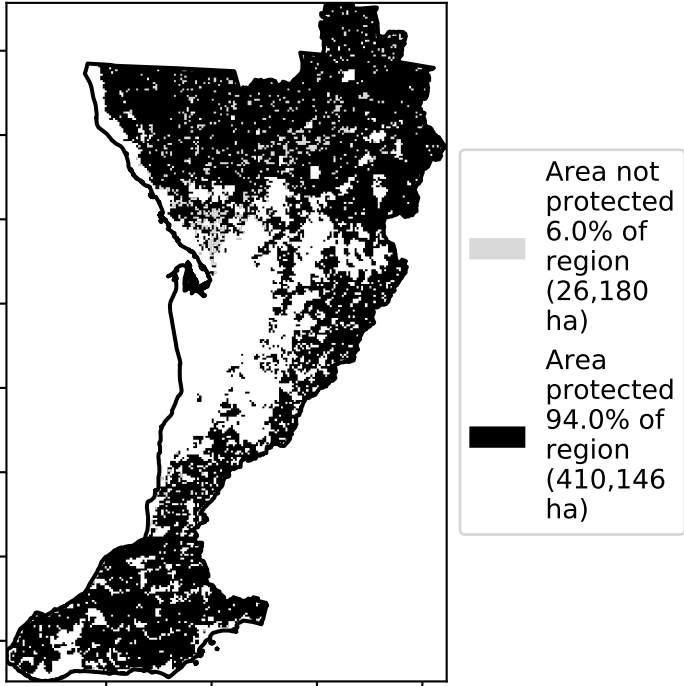 Area not
protected
6.0% of
region
(26,180
ha)
Area
protected
94.0% of
region
(410,146
ha)